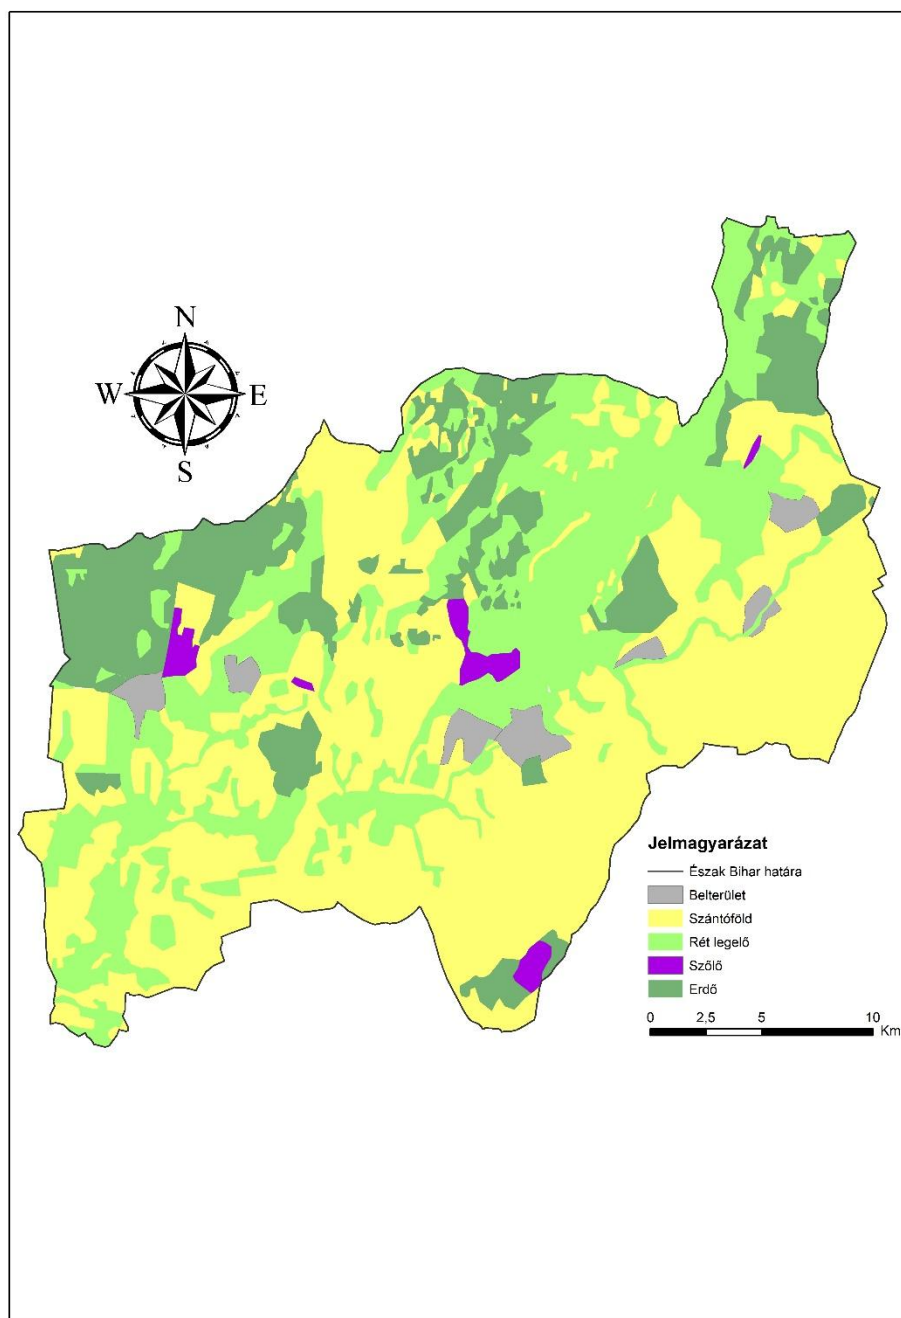 N
W E
S
Jelmagyarázat
Észak Bihar határa
Belterület
Szántóföld
Rét legelő
Szőlő
Erdő
0 2,5 5 10
Km